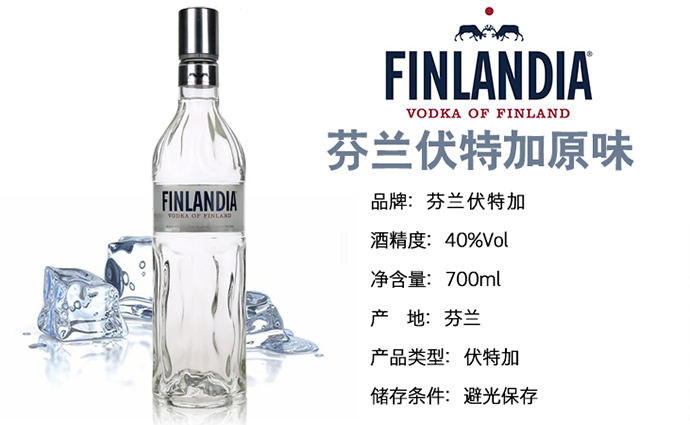 FINLANDIA®
VODKA OF FINLAND
芬兰伏特加原味
FINLANDIA
VODKA OF FINLAND
品牌: 芬兰伏特加
酒精度: 40%Vol
净含量: 700ml
产 地: 芬兰
产品类型: 伏特加
储存条件: 避光保存